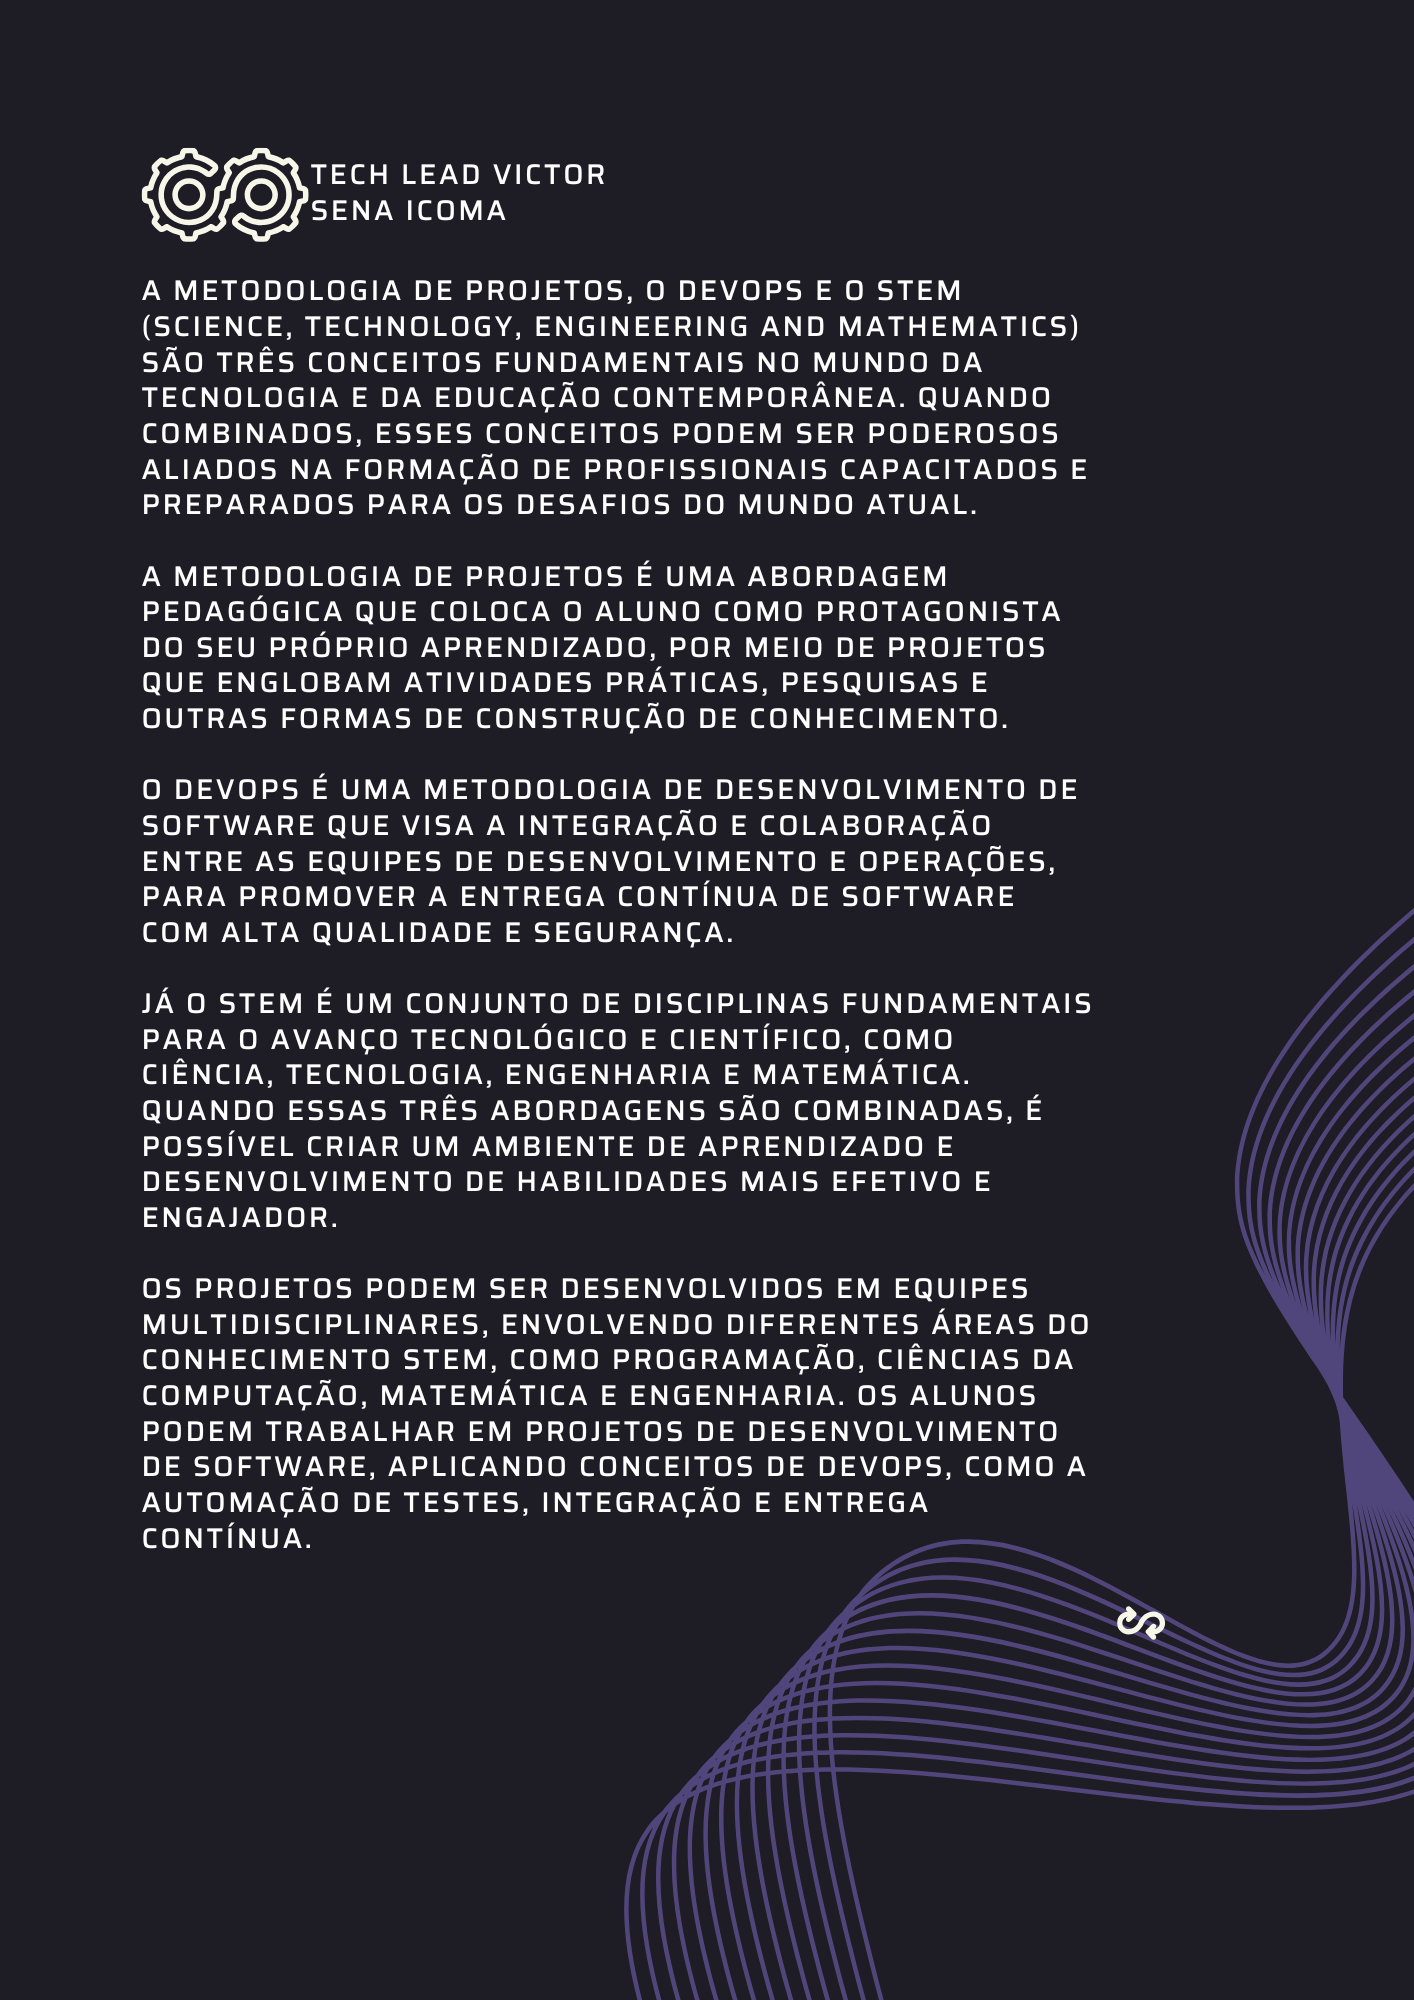 TECH LEAD VICTOR
SENA ICOMA
A METODOLOGIA DE PROJETOS, O DEVOPS E O STEM
(SCIENCE, TECHNOLOGY, ENGINEERING AND MATHEMATICS)
SÃO TRÊS CONCEITOS FUNDAMENTAIS NO MUNDO DA
TECNOLOGIA E DA EDUCAÇÃO CONTEMPORÂNEA. QUANDO
COMBINADOS, ESSES CONCEITOS PODEM SER PODEROSOS
ALIADOS NA FORMAÇÃO DE PROFISSIONAIS CAPACITADOS E
PREPARADOS PARA OS DESAFIOS DO MUNDO ATUAL.
A METODOLOGIA DE PROJETOS É UMA ABORDAGEM
PEDAGÓGICA QUE COLOCA O ALUNO COMO PROTAGONISTA
DO SEU PRÓPRIO APRENDIZADO, POR MEIO DE PROJETOS
QUE ENGLOBAM ATIVIDADES PRÁTICAS, PESQUISAS E
OUTRAS FORMAS DE CONSTRUÇÃO DE CONHECIMENTO.
O DEVOPS É UMA METODOLOGIA DE DESENVOLVIMENTO DE
SOFTWARE QUE VISA A INTEGRAÇÃO E COLABORAÇÃO
ENTRE AS EQUIPES DE DESENVOLVIMENTO E OPERAÇÕES,
PARA PROMOVER A ENTREGA CONTÍNUA DE SOFTWARE
COM ALTA QUALIDADE E SEGURANÇA.
JÁ O STEM É UM CONJUNTO DE DISCIPLINAS FUNDAMENTAIS
PARA O AVANÇO TECNOLÓGICO E CIENTÍFICO, COMO
CIÊNCIA, TECNOLOGIA, ENGENHARIA E MATEMÁTICA.
QUANDO ESSAS TRÊS ABORDAGENS SÃO COMBINADAS, É
POSSÍVEL CRIAR UM AMBIENTE DE APRENDIZADO E
DESENVOLVIMENTO DE HABILIDADES MAIS EFETIVO E
ENGAJADOR.
OS PROJETOS PODEM SER DESENVOLVIDOS EM EQUIPES
MULTIDISCIPLINARES, ENVOLVENDO DIFERENTES ÁREAS DO
CONHECIMENTO STEM, COMO PROGRAMAÇÃO, CIÊNCIAS DA
COMPUTAÇÃO, MATEMÁTICA E ENGENHARIA. OS ALUNOS
PODEM TRABALHAR EM PROJETOS DE DESENVOLVIMENTO
DE SOFTWARE, APLICANDO CONCEITOS DE DEVOPS, COMO A
AUTOMAÇÃO DE TESTES, INTEGRAÇÃO E ENTREGA
CONTÍNUA.